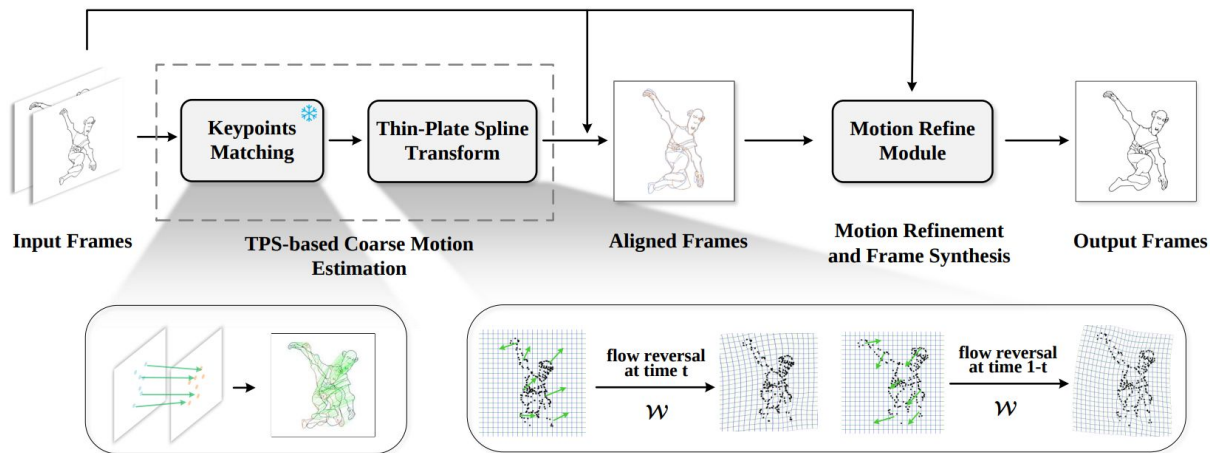 Keypoints
Matching
Thin-Plate Spline
Transform
Motion Refine
Module
Input Frames
TPS-based Coarse Motion
Estimation
Aligned Frames
Motion Refinement
and Frame Synthesis
Output Frames
flow reversal
at time t
w
flow reversal
at time 1-t
w